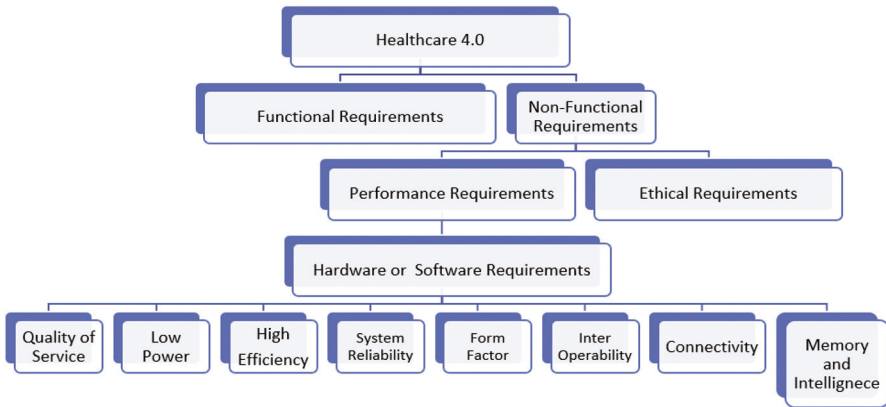 Healthcare 4.0
Functional Requirements
Non-Functional
Requirements
Performance Requirements
Ethical Requirements
Hardware or Software Requirements
Quality of
Service
Low
Power
High
Efficiency
System
Reliability
Form
Factor
Inter
Operability
Connectivity
Memory
and
Intellignece